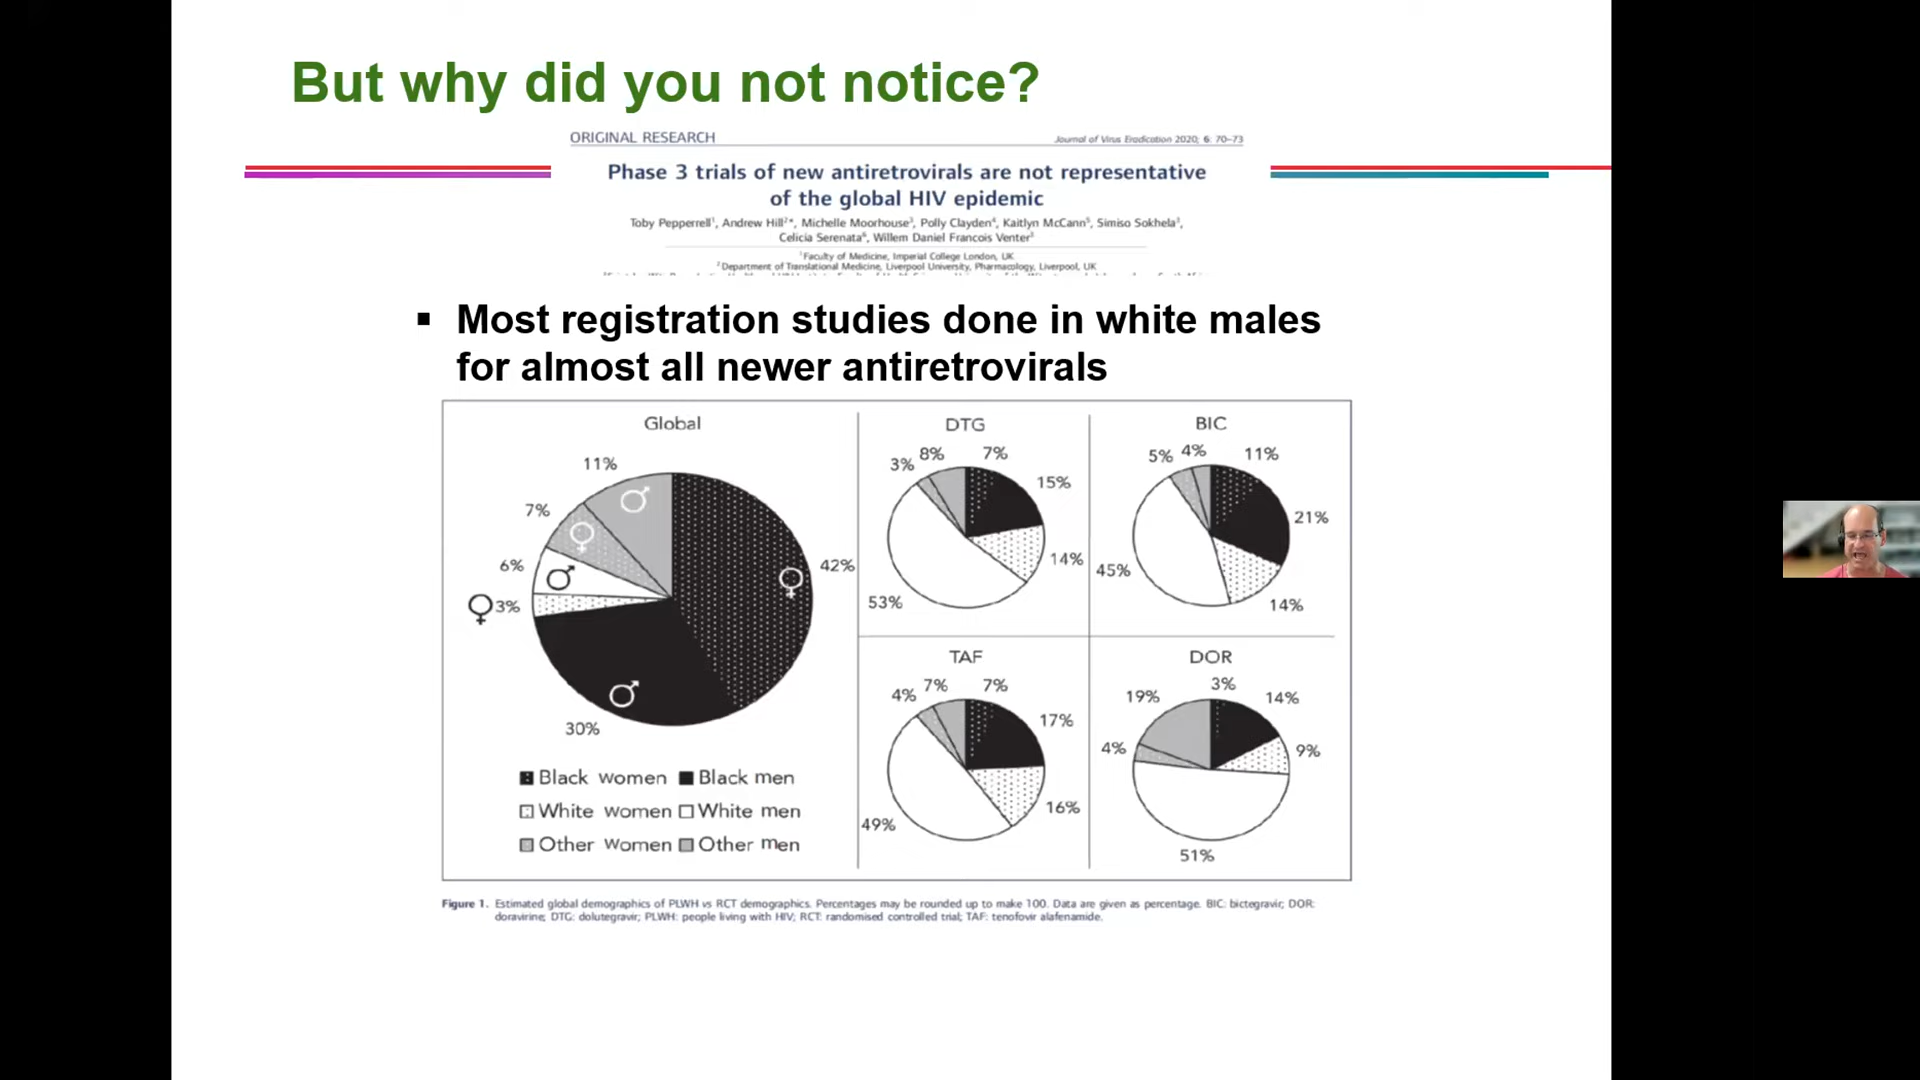 But why did you not notice?
ORIGINAL RESEARCH
Journal of Virus Eradication 2020; 6: 70–73
Phase 3 trials of new antiretrovirals are not representative
of the global HIV epidemic
Toby Pepperrell¹, Andrew Hill²*, Michelle Moorhouse³, Polly Clayden⁴, Kaitlyn McCann⁵, Simiso Sokhela³,
Celicia Serenata⁶, Willem Daniel Francois Venter³
¹Faculty of Medicine, Imperial College London, UK
²Department of Translational Medicine, Liverpool University, Pharmacology, Liverpool, UK
▪ Most registration studies done in white males
for almost all newer antiretrovirals
Global
11%
7%
6%
♀3%
42%
30%
♂
♀
♂
♀
♂
■ Black women ■ Black men
□ White women □ White men
■ Other women ■ Other men
DTG
3% 8% 7%
15%
14%
53%
BIC
5% 4% 11%
21%
45%
14%
TAF
4% 7% 7%
17%
16%
49%
DOR
19% 3% 14%
4% 9%
51%
Figure 1. Estimated global demographics of PLWH vs RCT demographics. Percentages may be rounded up to make 100. Data are given as percentage. BIC: bictegravir; DOR:
doravirine; DTG: dolutegravir; PLWH: people living with HIV; RCT: randomised controlled trial; TAF: tenofovir alafenamide.